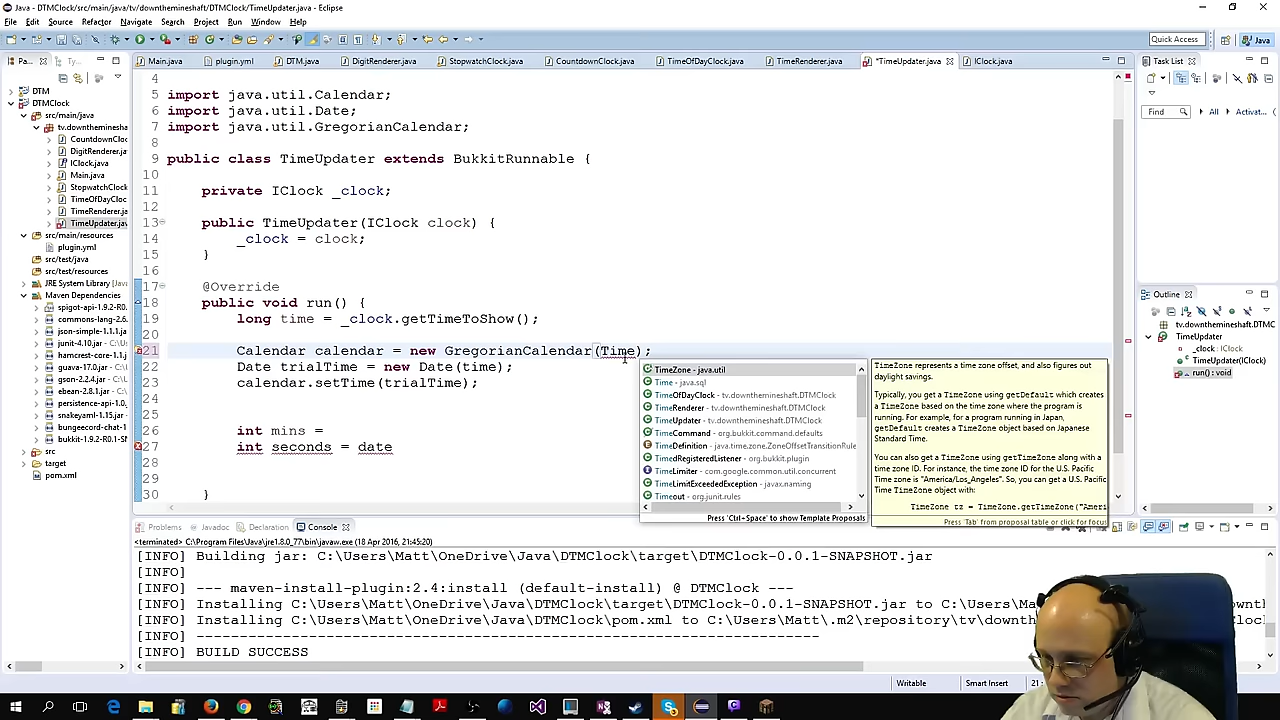 Java - DTMClock/src/main/java/tv/downthemineshaft/DTMClock/TimeUpdater.java - Eclipse
File Edit Source Refactor Navigate Search Project Run Window Help
Quick Access
Java
Pa...
Ty...
Main.java
plugin.yml
DTM.java
DigitRenderer.java
StopwatchClock.java
CountdownClock.java
TimeOfDayClock.java
TimeRenderer.java
*TimeUpdater.java
IClock.java
Task List
DTM
DTMClock
src/main/java
tv.downtheminesha
CountdownCloc
DigitRenderer.ja
IClock.java
Main.java
StopwatchClock
TimeOfDayClock
TimeRenderer.ja
TimeUpdater.jav
src/main/resources
plugin.yml
src/test/java
src/test/resources
JRE System Library [Java
Maven Dependencies
spigot-api-1.9.2-R0.
commons-lang-2.6
json-simple-1.1.1.jar
junit-4.10.jar
hamcrest-core-1.1.j
guava-17.0.jar
gson-2.2.4.jar
ebean-2.8.1.jar
persistence-api-1.0.
snakeyaml-1.15.jar
bungeecord-chat-1
bukkit-1.9.2-R0.1-SN
src
target
pom.xml
4
5 import java.util.Calendar;
6 import java.util.Date;
7 import java.util.GregorianCalendar;
8
9 public class TimeUpdater extends BukkitRunnable {
10
11 private IClock _clock;
12
13 public TimeUpdater(IClock clock) {
14 _clock = clock;
15 }
16
17 @Override
18 public void run() {
19 long time = _clock.getTimeToShow();
20
21 Calendar calendar = new GregorianCalendar(Time);
22 Date trialTime = new Date(time);
23 calendar.setTime(trialTime);
24
25
26 int mins =
27 int seconds = date
28
29
30 }
TimeZone - java.util
Time - java.sql
TimeOfDayClock - tv.downthemineshaft.DTMClock
TimeRenderer - tv.downthemineshaft.DTMClock
TimeUpdater - tv.downthemineshaft.DTMClock
TimedCommand - org.bukkit.command.defaults
TimeDefinition - java.time.zone.ZoneOffsetTransitionRule
TimedRegisteredListener - org.bukkit.plugin
TimeLimiter - com.google.common.util.concurrent
TimeLimitExceededException - javax.naming
Timeout - org.junit.rules
Press 'Ctrl+Space' to show Template Proposals
TimeZone represents a time zone offset, and also figures out
daylight savings.
Typically, you get a TimeZone using getDefault which creates
a TimeZone based on the time zone where the program is
running. For example, for a program running in Japan,
getDefault creates a TimeZone object based on Japanese
Standard Time.
You can also get a TimeZone using getTimeZone along with a
time zone ID. For instance, the time zone ID for the U.S. Pacific
Time zone is "America/Los_Angeles". So, you can get a U.S.
Pacific Time TimeZone object with:
TimeZone tz = TimeZone.getTimeZone("Ameri
Press 'Tab' from proposal table or click for focus
Find
All
Activat...
Outline
tv.downthemineshaft.DTMClock
TimeUpdater
_clock : IClock
TimeUpdater(IClock)
run() : void
Problems
Javadoc
Declaration
Console
<terminated> C:\Program Files\Java\jre1.8.0_77\bin\javaw.exe (18 Apr 2016, 21:45:20)
[INFO] Building jar: C:\Users\Matt\OneDrive\Java\DTMClock\target\DTMClock-0.0.1-SNAPSHOT.jar
[INFO]
[INFO] --- maven-install-plugin:2.4:install (default-install) @ DTMClock ---
[INFO] Installing C:\Users\Matt\OneDrive\Java\DTMClock\target\DTMClock-0.0.1-SNAPSHOT.jar to C:\Users\Ma
[INFO] Installing C:\Users\Matt\OneDrive\Java\DTMClock\pom.xml to C:\Users\Matt\.m2\repository\tv\downth
[INFO] ------------------------------------------------------------------------
[INFO] BUILD SUCCESS
Writable
Smart Insert
21 :